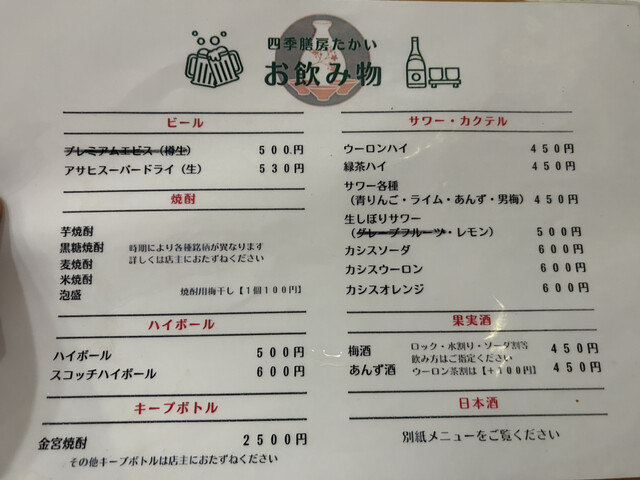 四季膳房たかい
お飲み物
ビール
プレミアムエビス（樽生） 500円
アサヒスーパードライ（生） 530円
焼酎
芋焼酎
黒糖焼酎 時期により各種銘柄が異なります
麦焼酎 詳しくは店主におたずねください
米焼酎
泡盛 焼酎用梅干し【1個100円】
ハイボール
ハイボール 500円
スコッチハイボール 600円
キープボトル
金宮焼酎 2500円
その他キープボトルは店主におたずねください
サワー・カクテル
ウーロンハイ 450円
緑茶ハイ 450円
サワー各種
（青りんご・ライム・あんず・男梅） 450円
生しぼりサワー
（グレープフルーツ・レモン） 500円
カシスソーダ 600円
カシスウーロン 600円
カシスオレンジ 600円
果実酒
梅酒 ロック・水割り・ソーダ割等 450円
飲み方はご指定ください
あんず酒 ウーロン茶割は【＋100円】 450円
日本酒
別紙メニューをご覧ください